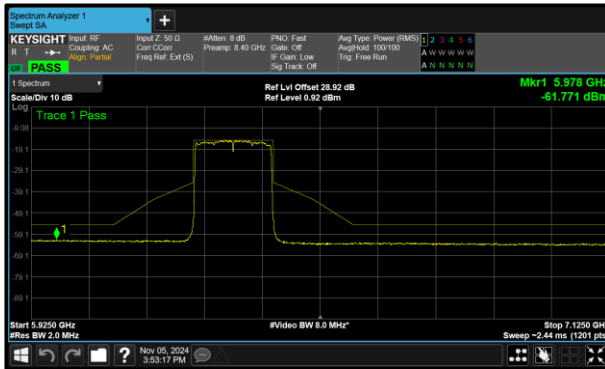 Spectrum Analyzer 1
Swept SA
+
KEYSIGHT
R T
LXI PASS
Input: RF
Coupling: AC
Align: Partial
Input Z: 50 Ω
Corr CCorr
Freq Ref: Ext (S)
#Atten: 8 dB
Preamp: 8.40 GHz
PNO: Fast
Gate: Off
IF Gain: Low
Sig Track: Off
Avg Type: Power (RMS)
Avg|Hold: 100/100
Trig: Free Run
1 2 3 4 5 6
A W W W W W
A N N N N N
1 Spectrum
Scale/Div 10 dB
Ref Lvl Offset 28.92 dB
Ref Level 0.92 dBm
Mkr1 5.978 GHz
-61.771 dBm
Log
Trace 1 Pass
-9.08
-19.1
-29.1
-39.1
-49.1
-59.1
-69.1
-79.1
-89.1
1
Start 5.9250 GHz
#Res BW 2.0 MHz
#Video BW 8.0 MHz*
Stop 7.1250 GHz
Sweep ~2.44 ms (1201 pts)
?
Nov 05, 2024
3:53:17 PM